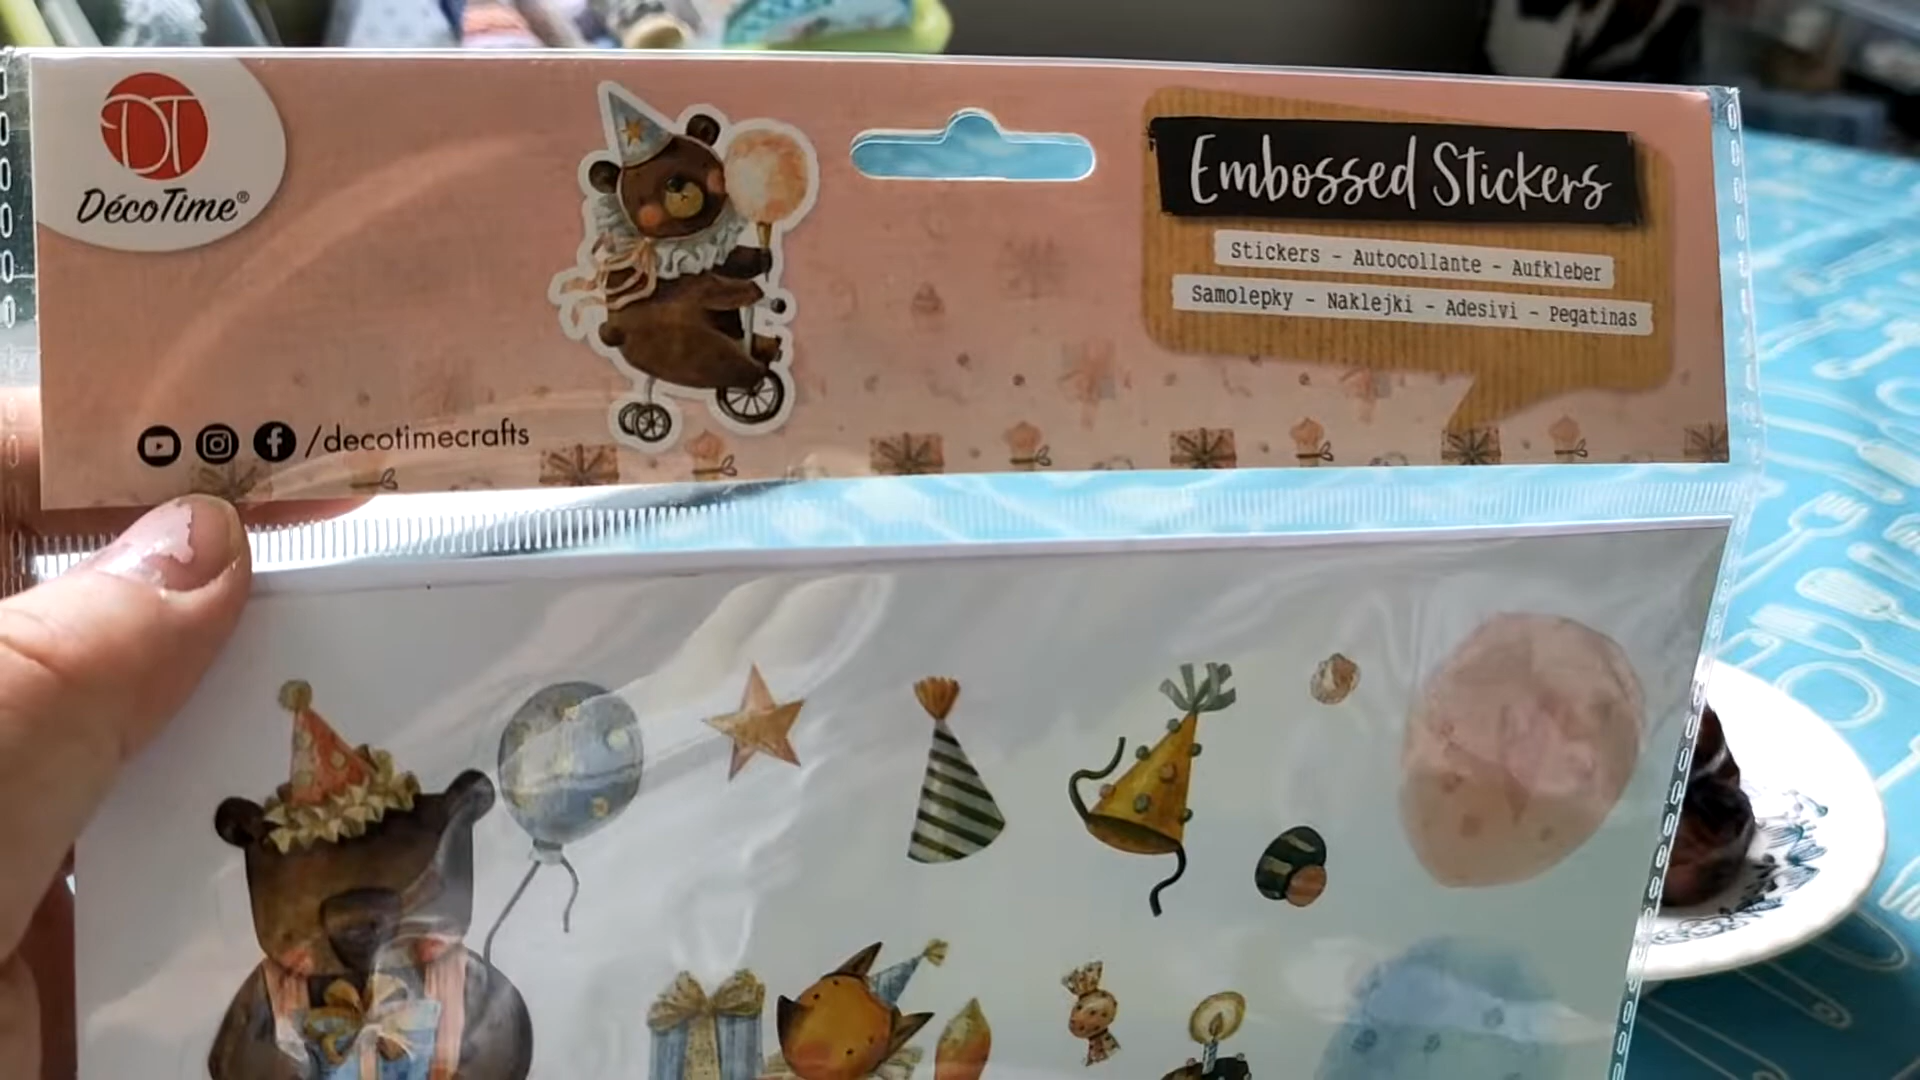 DT
DécoTime®
Embossed Stickers
Stickers - Autocollante - Aufkleber
Samolepky - Naklejki - Adesivi - Pegatinas
/decotimecrafts